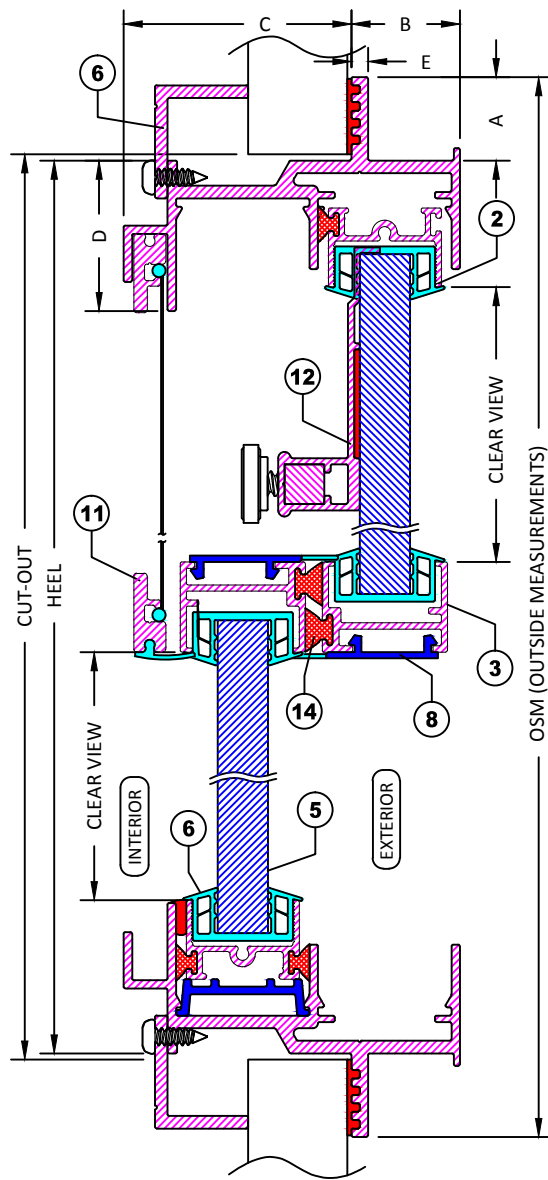 C
B
E
6
A
D
2
12
CLEAR VIEW
11
CUT-OUT
HEEL
OSM (OUTSIDE MEASUREMENTS)
3
14
8
CLEAR VIEW
INTERIOR
EXTERIOR
5
6